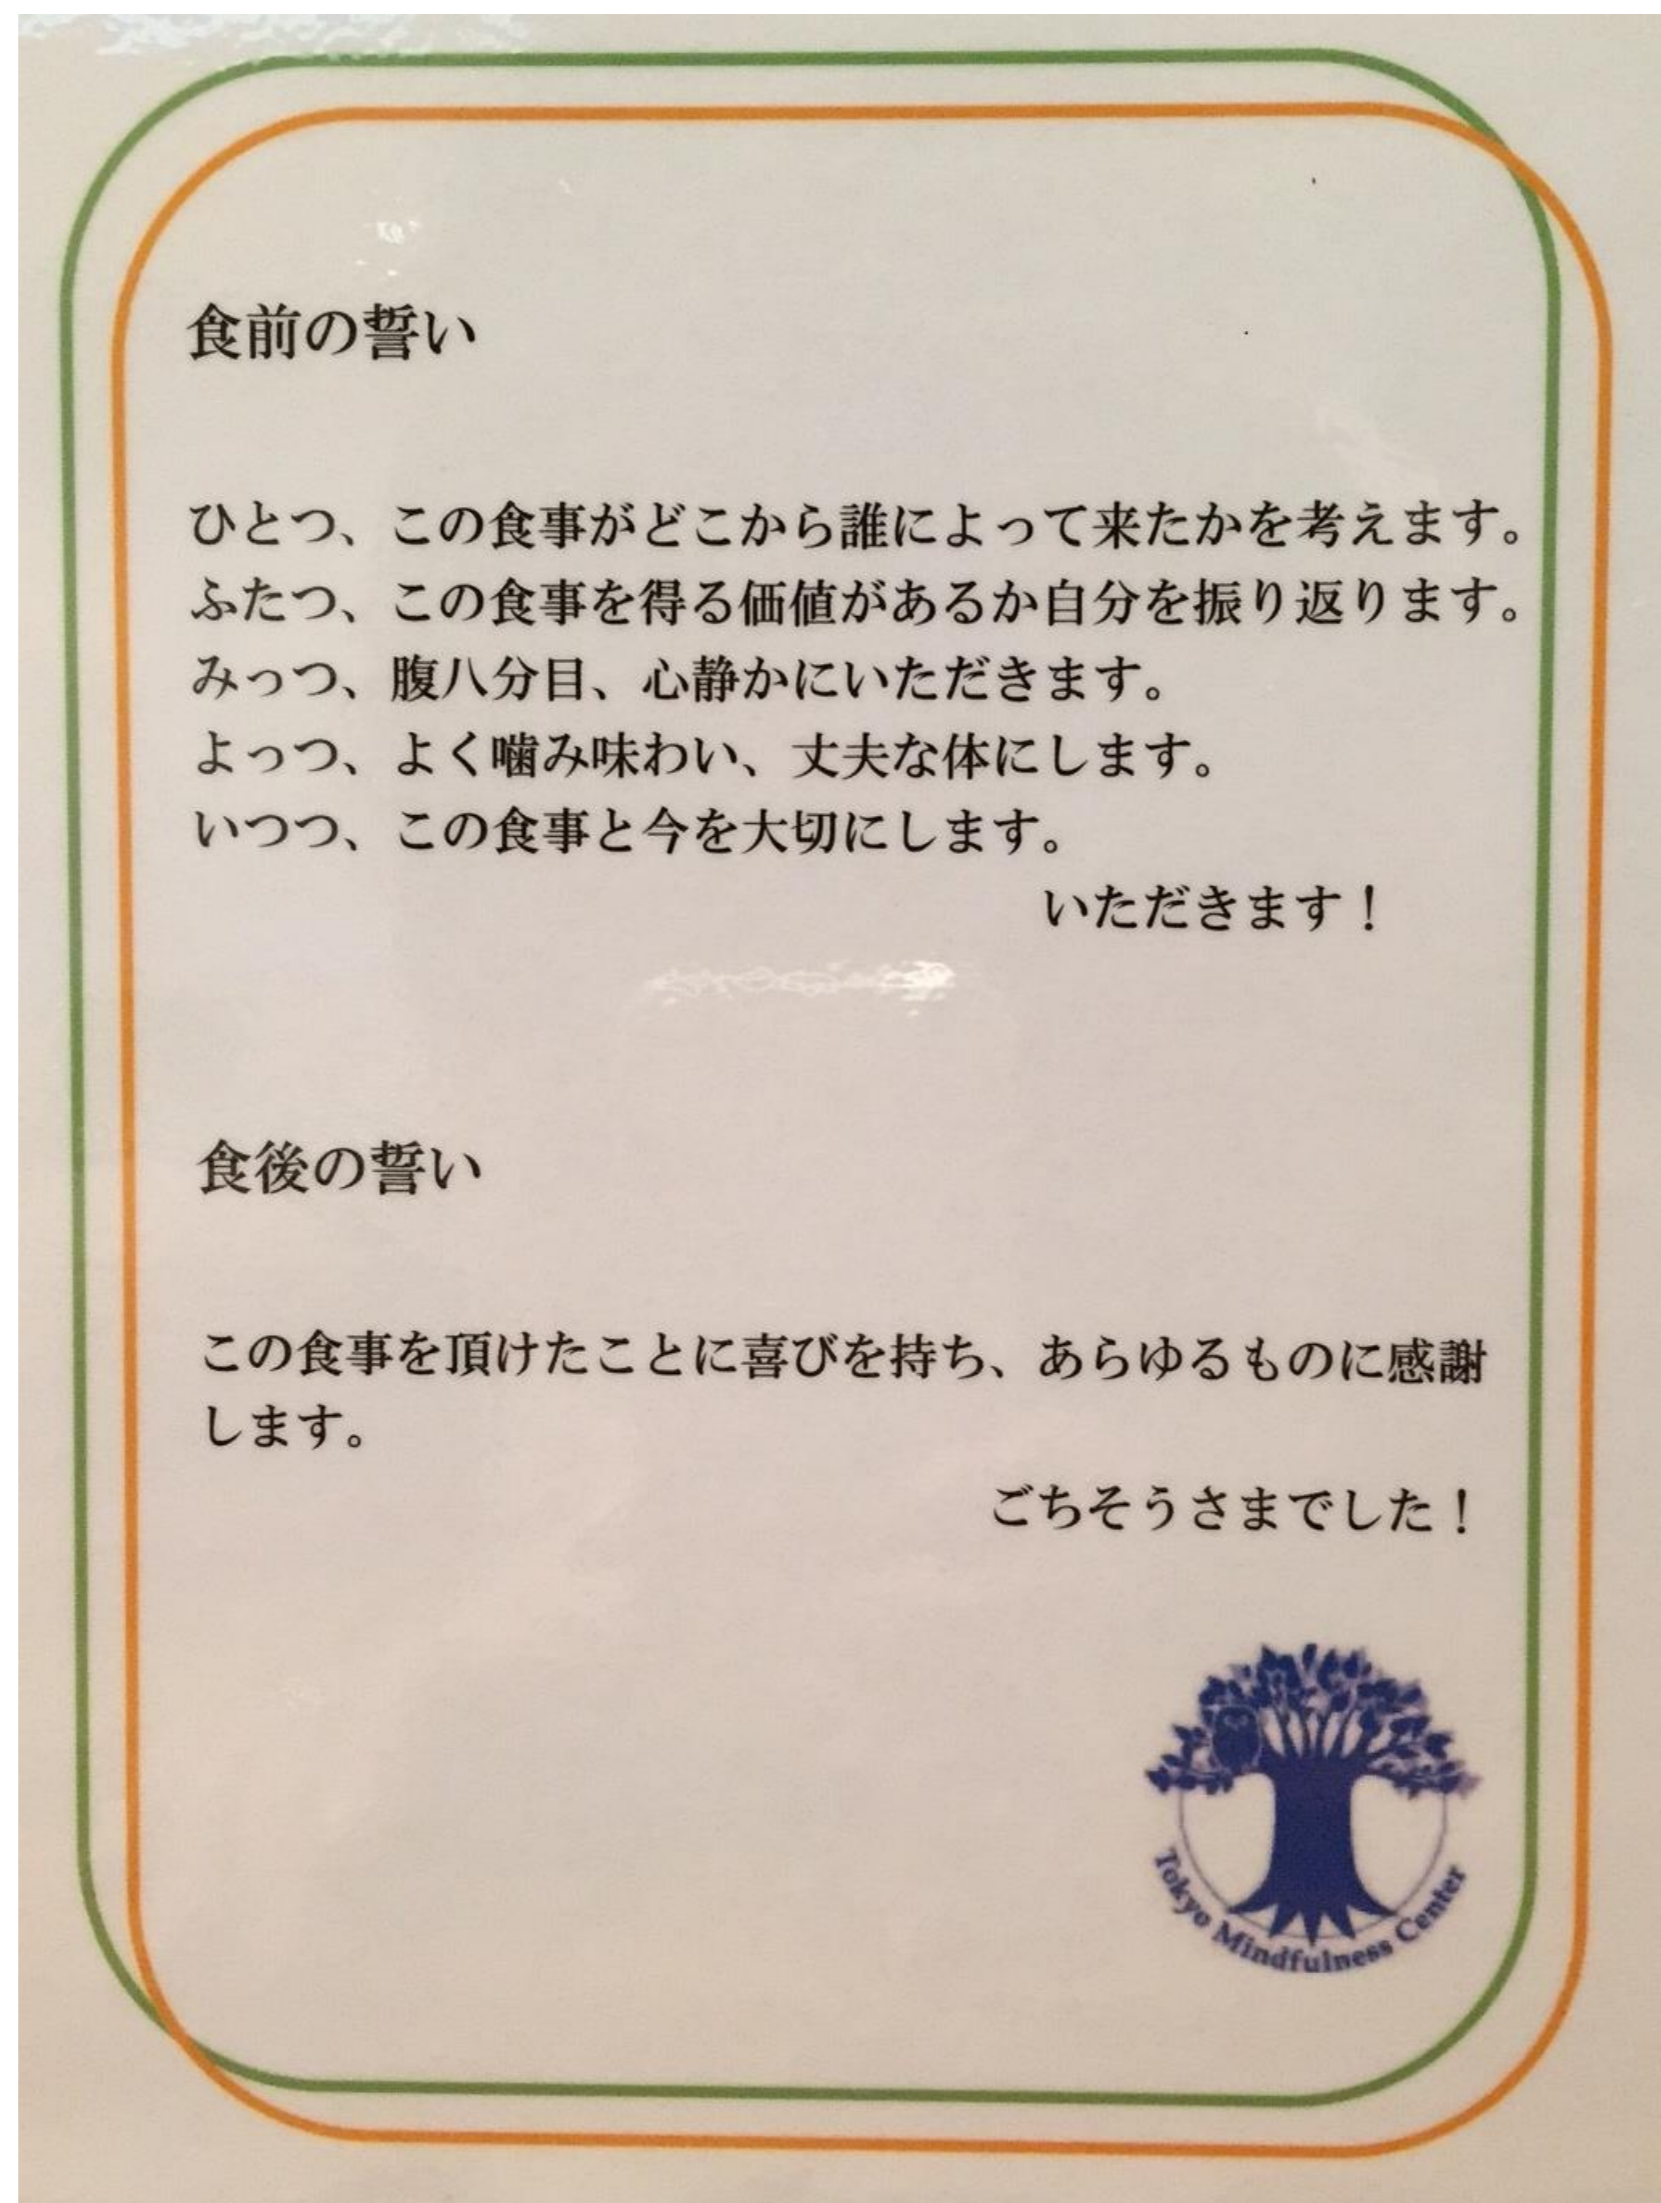 食前の誓い
ひとつ、この食事がどこから誰によって来たかを考えます。
ふたつ、この食事を得る価値があるか自分を振り返ります。
みっつ、腹八分目、心静かにいただきます。
よっつ、よく噛み味わい、丈夫な体にします。
いつつ、この食事と今を大切にします。
いただきます！
食後の誓い
この食事を頂けたことに喜びを持ち、あらゆるものに感謝
します。
ごちそうさまでした！
Tokyo Mindfulness Center